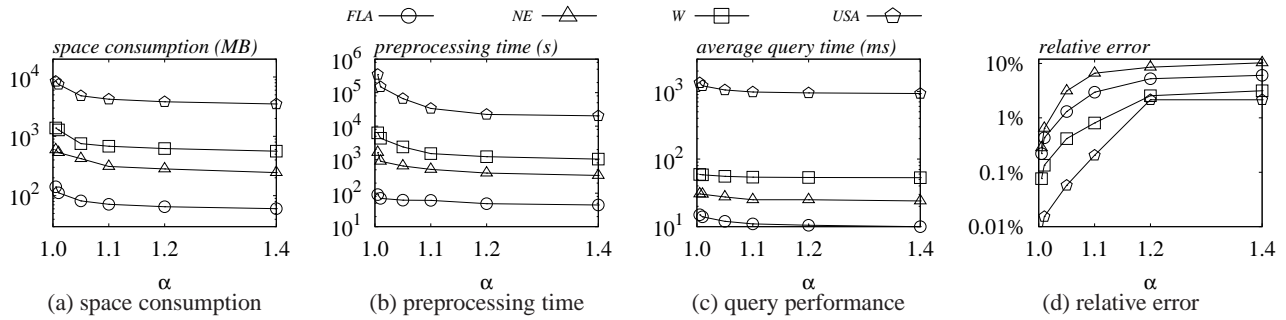 FLA NE W USA
space consumption (MB)
10^4
10^3
10^2
1.0 1.1 1.2 1.4
α
(a) space consumption
preprocessing time (s)
10^6
10^5
10^4
10^3
10^2
10^1
1.0 1.1 1.2 1.4
α
(b) preprocessing time
average query time (ms)
10^3
10^2
10^1
1.0 1.1 1.2 1.4
α
(c) query performance
relative error
10%
1%
0.1%
0.01%
1.0 1.1 1.2 1.4
α
(d) relative error